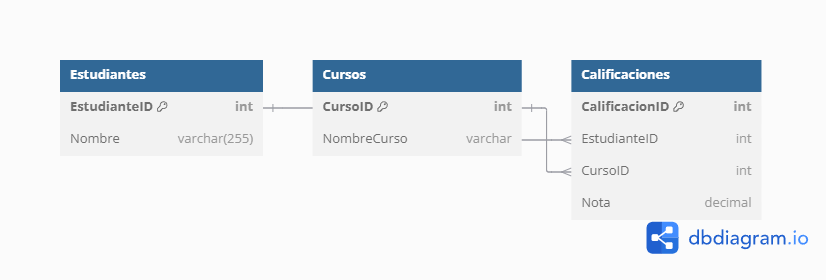 Estudiantes
EstudianteID int
Nombre varchar(255)
Cursos
CursoID int
NombreCurso varchar
Calificaciones
CalificacionID int
EstudianteID int
CursoID int
Nota decimal
dbdiagram.io